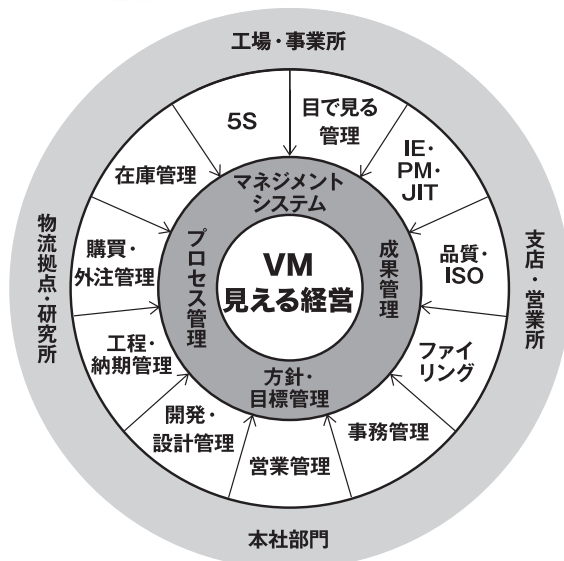 工場・事業所
5S
目で見る
管理
IE・
PM・
JIT
品質・
ISO
ファイ
リング
事務管理
営業管理
開発・
設計管理
工程・
納期管理
購買・
外注管理
在庫管理
マネジメント
システム
成果管理
方針・
目標管理
プロセス管理
VM
見える経営
支店・営業所
本社部門
物流拠点・研究所